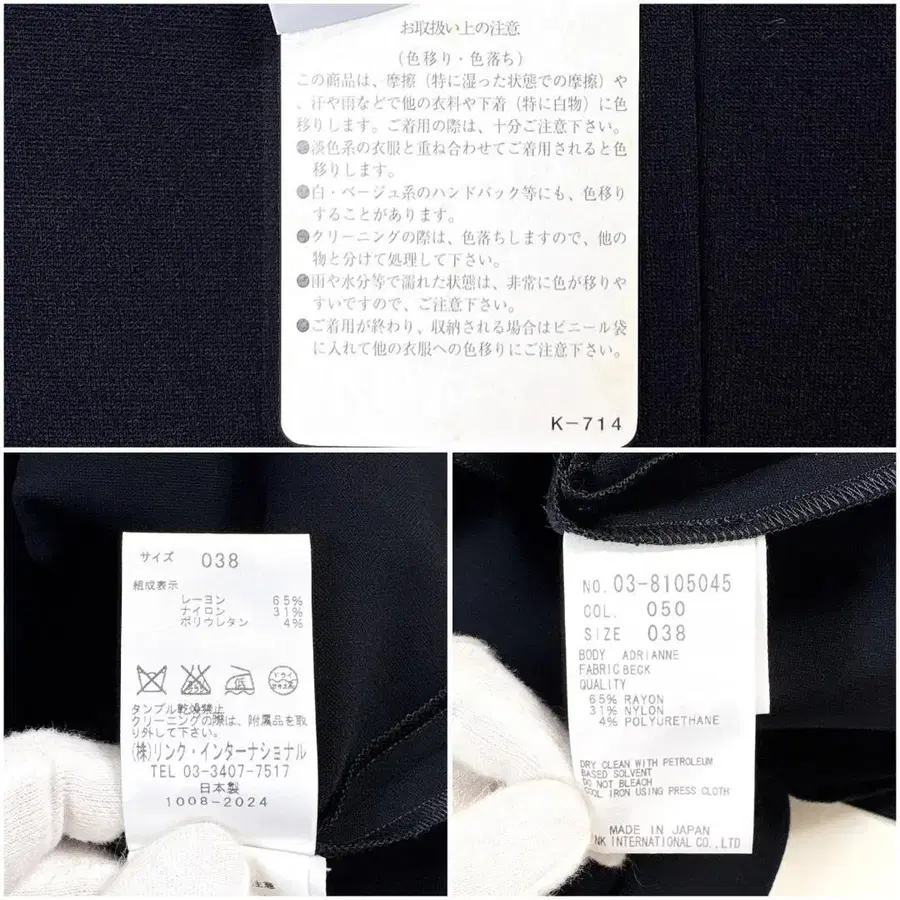 お取扱い上の注意
(色移り・色落ち)
この商品は、摩擦(特に湿った状態での摩擦)や
、汗や雨などで他の衣料や下着(特に白物)に色
移りします。ご着用の際は、十分ご注意下さい。
●淡色系の衣服と重ね合わせてご着用されると色
移りします。
●白・ベージュ系のハンドバック等にも、色移り
することがあります。
●クリーニングの際は、色落ちしますので、他の
物と分けて処理して下さい。
●雨や水分等で濡れた状態は、非常に色が移りや
すいですので、ご注意下さい。
●ご着用が終わり、収納される場合はビニール袋
に入れて他の衣服への色移りにご注意下さい。
K-714
サイズ 038
組成表示
レーヨン 65%
ナイロン 31%
ポリウレタン 4%
低
ドライ
セキユ系
タンブル乾燥禁止
クリーニングの際は、附属品を取
り外して下さい。
(株)リンク・インターナショナル
TEL 03-3407-7517
日本製
1008-2024
NO. 03-8105045
COL. 050
SIZE 038
BODY ADRIANNE
FABRIC BECK
QUALITY
65% RAYON
31% NYLON
4% POLYURETHANE
DRY CLEAN WITH PETROLEUM
BASED SOLVENT
DO NOT BLEACH
COOL IRON USING PRESS CLOTH
MADE IN JAPAN
INK INTERNATIONAL CO., LTD